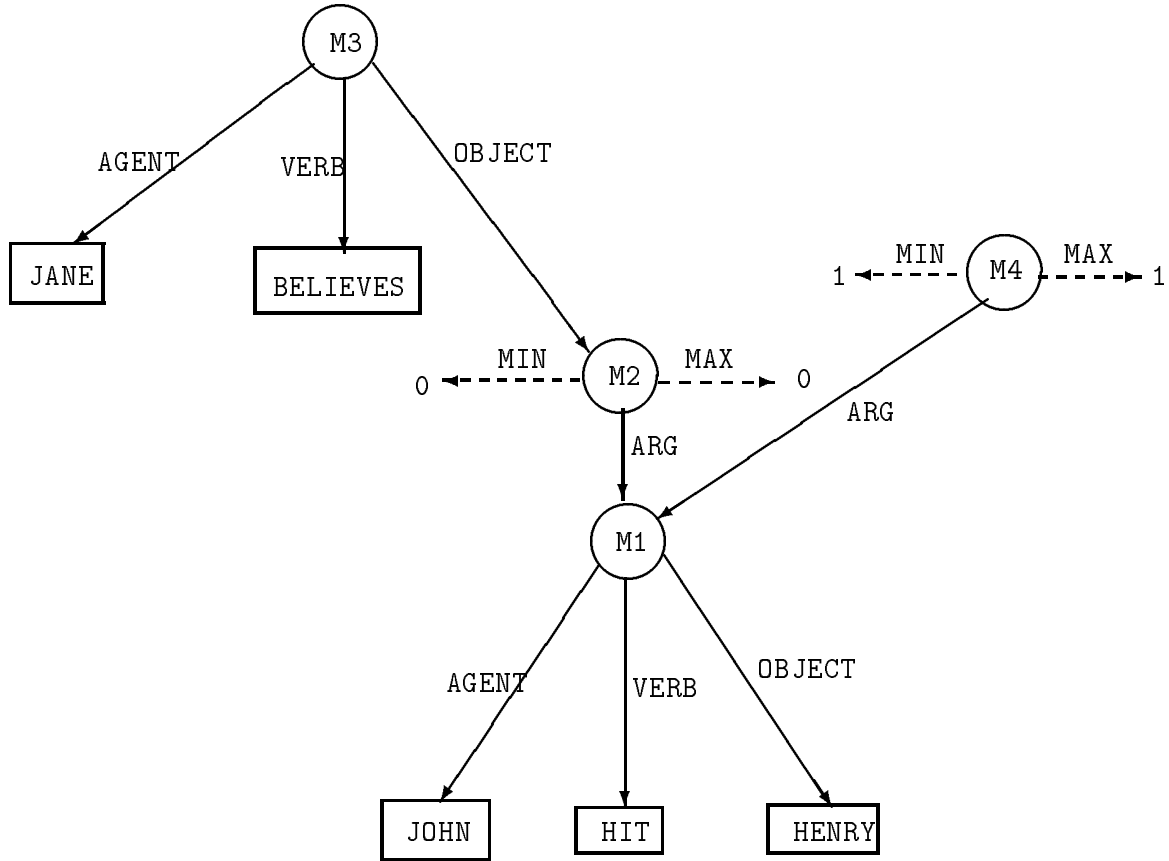 M3
AGENT
VERB
OBJECT
JANE
BELIEVES
1 MIN M4 MAX 1
0 MIN M2 MAX 0
ARG
ARG
M1
AGENT
VERB
OBJECT
JOHN
HIT
HENRY